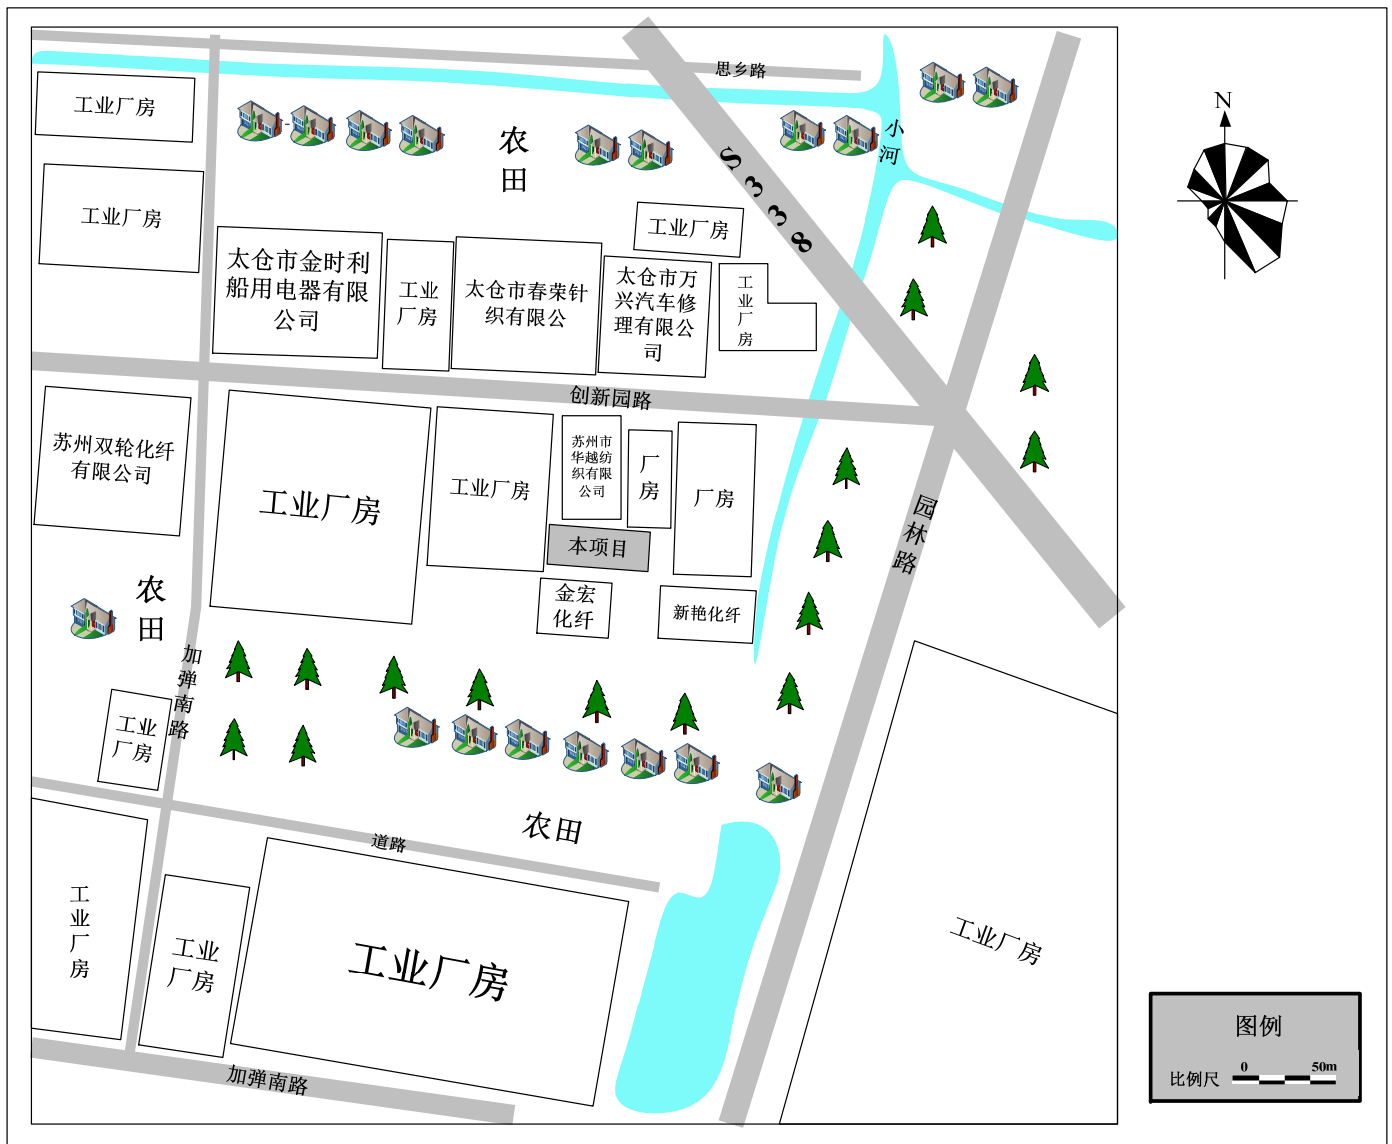 思乡路
N
工业厂房
农
田
小
河
S338
工业厂房
工业厂房
太仓市金时利
船用电器有限
公司
工业
厂房
太仓市春荣针
织有限公
太仓市万
兴汽车修
理有限公
司
工
业
厂
房
创新园路
苏州双轮化纤
有限公司
工业厂房
工业厂房
苏州市
华越纺
织有限
公司
厂
房
厂房
园
林
路
本项目
农
田
金宏
化纤
新艳化纤
加
弹
南
路
工业
厂房
农田
道路
工
业
厂
房
工业
厂房
工业厂房
工业厂房
加弹南路
图例
比例尺
0 50m